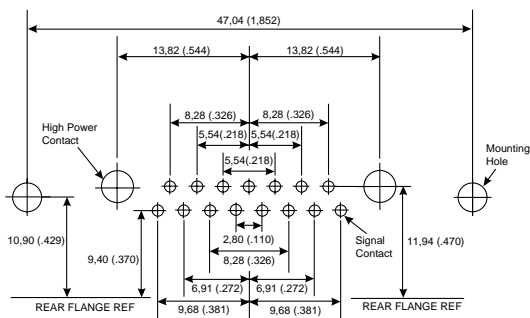 47,04 (1,852)
13,82 (.544)
13,82 (.544)
8,28 (.326)
8,28 (.326)
High Power
Contact
5,54(.218)
5,54(.218)
Mounting
Hole
5,54(.218)
10,90 (.429)
9,40 (.370)
2,80 (.110)
Signal
Contact
11,94 (.470)
8,28 (.326)
6,91 (.272)
6,91 (.272)
REAR FLANGE REF
REAR FLANGE REF
9,68 (.381)
9,68 (.381)